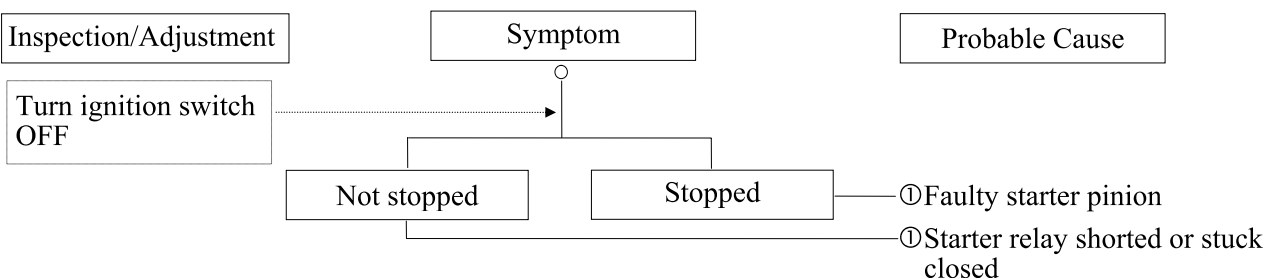 Inspection/Adjustment
Symptom
Probable Cause
Turn ignition switch
OFF
Not stopped
Stopped
①Faulty starter pinion
①Starter relay shorted or stuck
closed